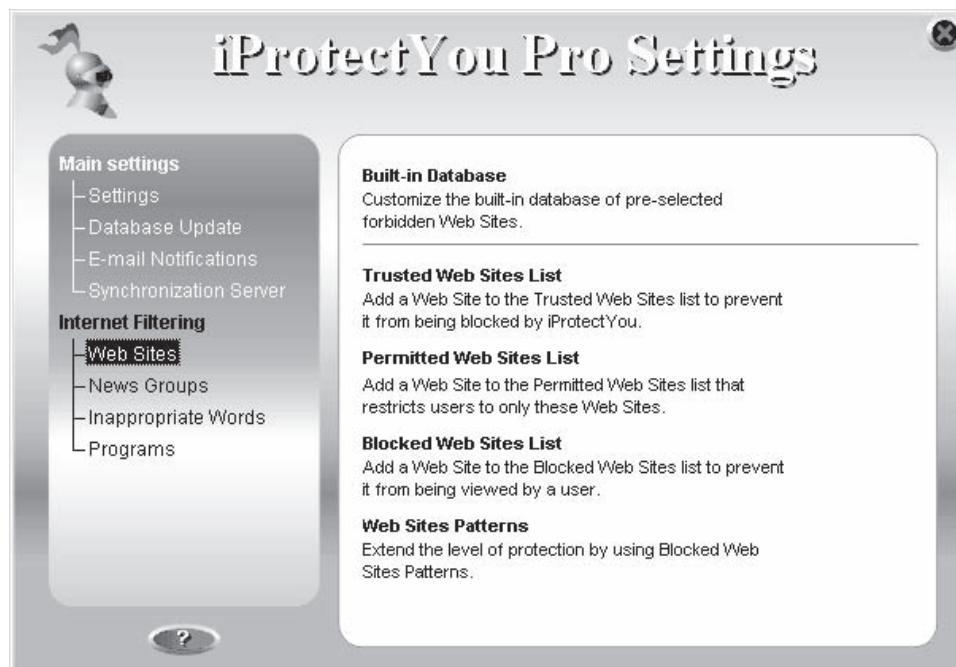 iProtectYou Pro Settings
Main settings
Settings
Database Update
E-mail Notifications
Synchronization Server
Internet Filtering
Web Sites
News Groups
Inappropriate Words
Programs
?
Built-in Database
Customize the built-in database of pre-selected
forbidden Web Sites.
Trusted Web Sites List
Add a Web Site to the Trusted Web Sites list to prevent
it from being blocked by iProtectYou.
Permitted Web Sites List
Add a Web Site to the Permitted Web Sites list that
restricts users to only these Web Sites.
Blocked Web Sites List
Add a Web Site to the Blocked Web Sites list to prevent
it from being viewed by a user.
Web Sites Patterns
Extend the level of protection by using Blocked Web
Sites Patterns.